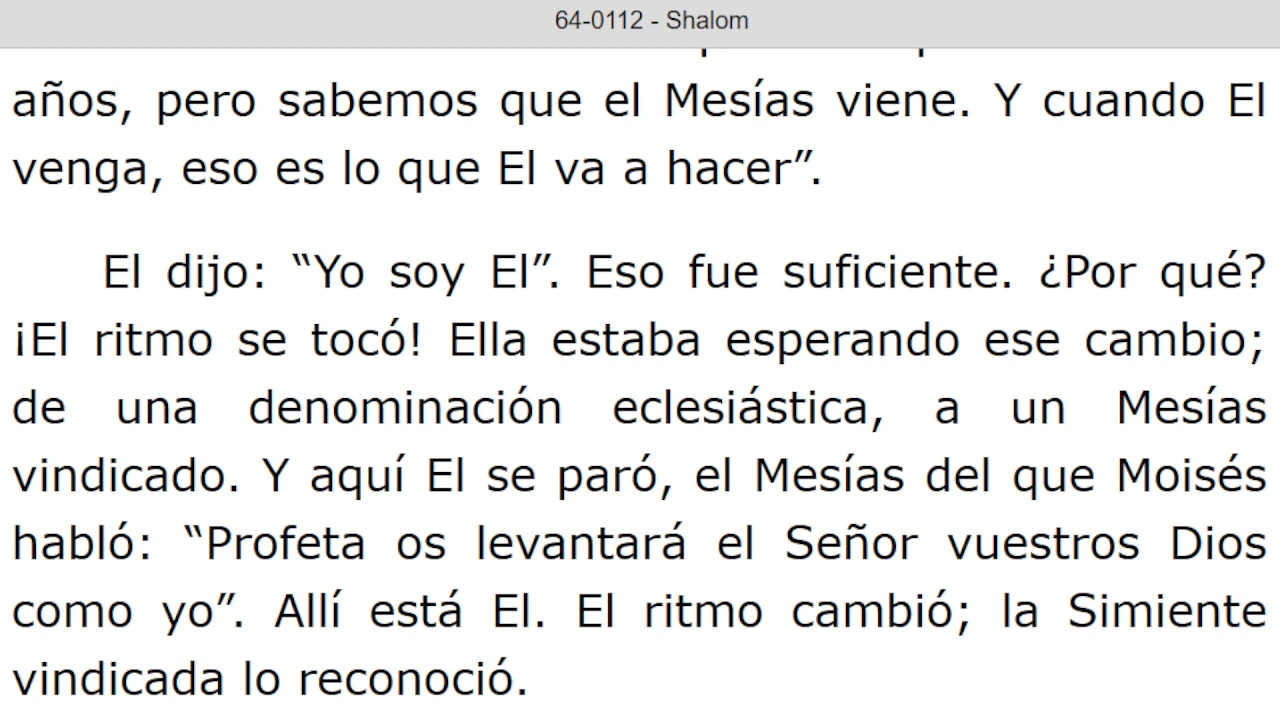 64-0112 - Shalom
años, pero sabemos que el Mesías viene. Y cuando El
venga, eso es lo que El va a hacer”.
El dijo: “Yo soy El”. Eso fue suficiente. ¿Por qué?
¡El ritmo se tocó! Ella estaba esperando ese cambio;
de una denominación eclesiástica, a un Mesías
vindicado. Y aquí El se paró, el Mesías del que Moisés
habló: “Profeta os levantará el Señor vuestros Dios
como yo”. Allí está El. El ritmo cambió; la Simiente
vindicada lo reconoció.